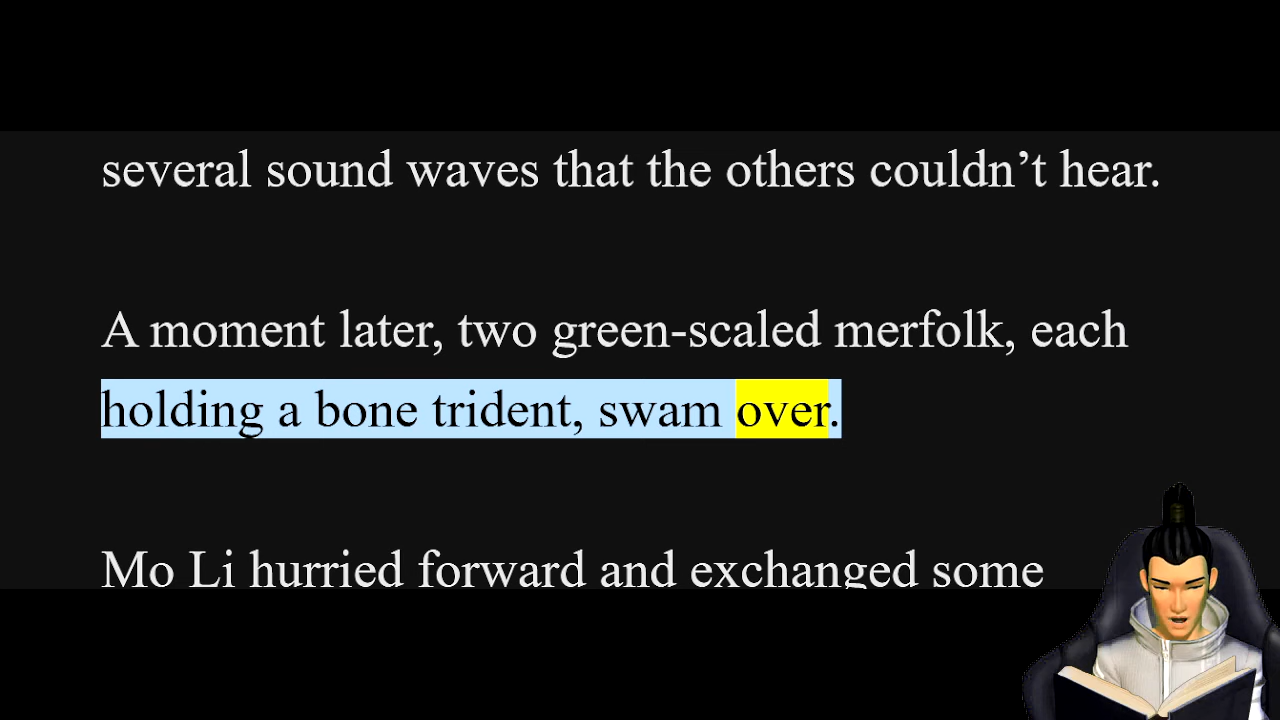 several sound waves that the others couldn’t hear.
A moment later, two green-scaled merfolk, each
holding a bone trident, swam over.
Mo Li hurried forward and exchanged some